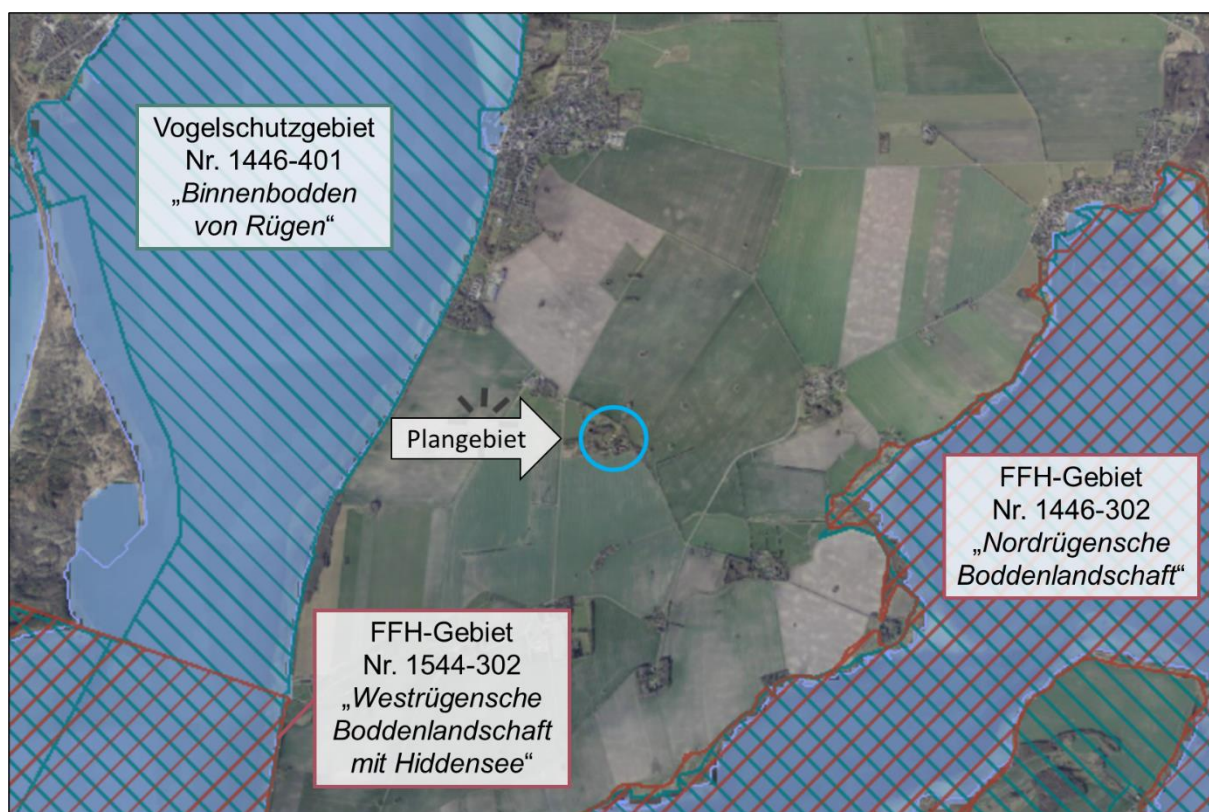 Vogelschutzgebiet
Nr. 1446-401
„Binnenbodden
von Rügen“
Plangebiet
FFH-Gebiet
Nr. 1446-302
„Nordrügensche
Boddenlandschaft“
FFH-Gebiet
Nr. 1544-302
„Westrügensche
Boddenlandschaft
mit Hiddensee“